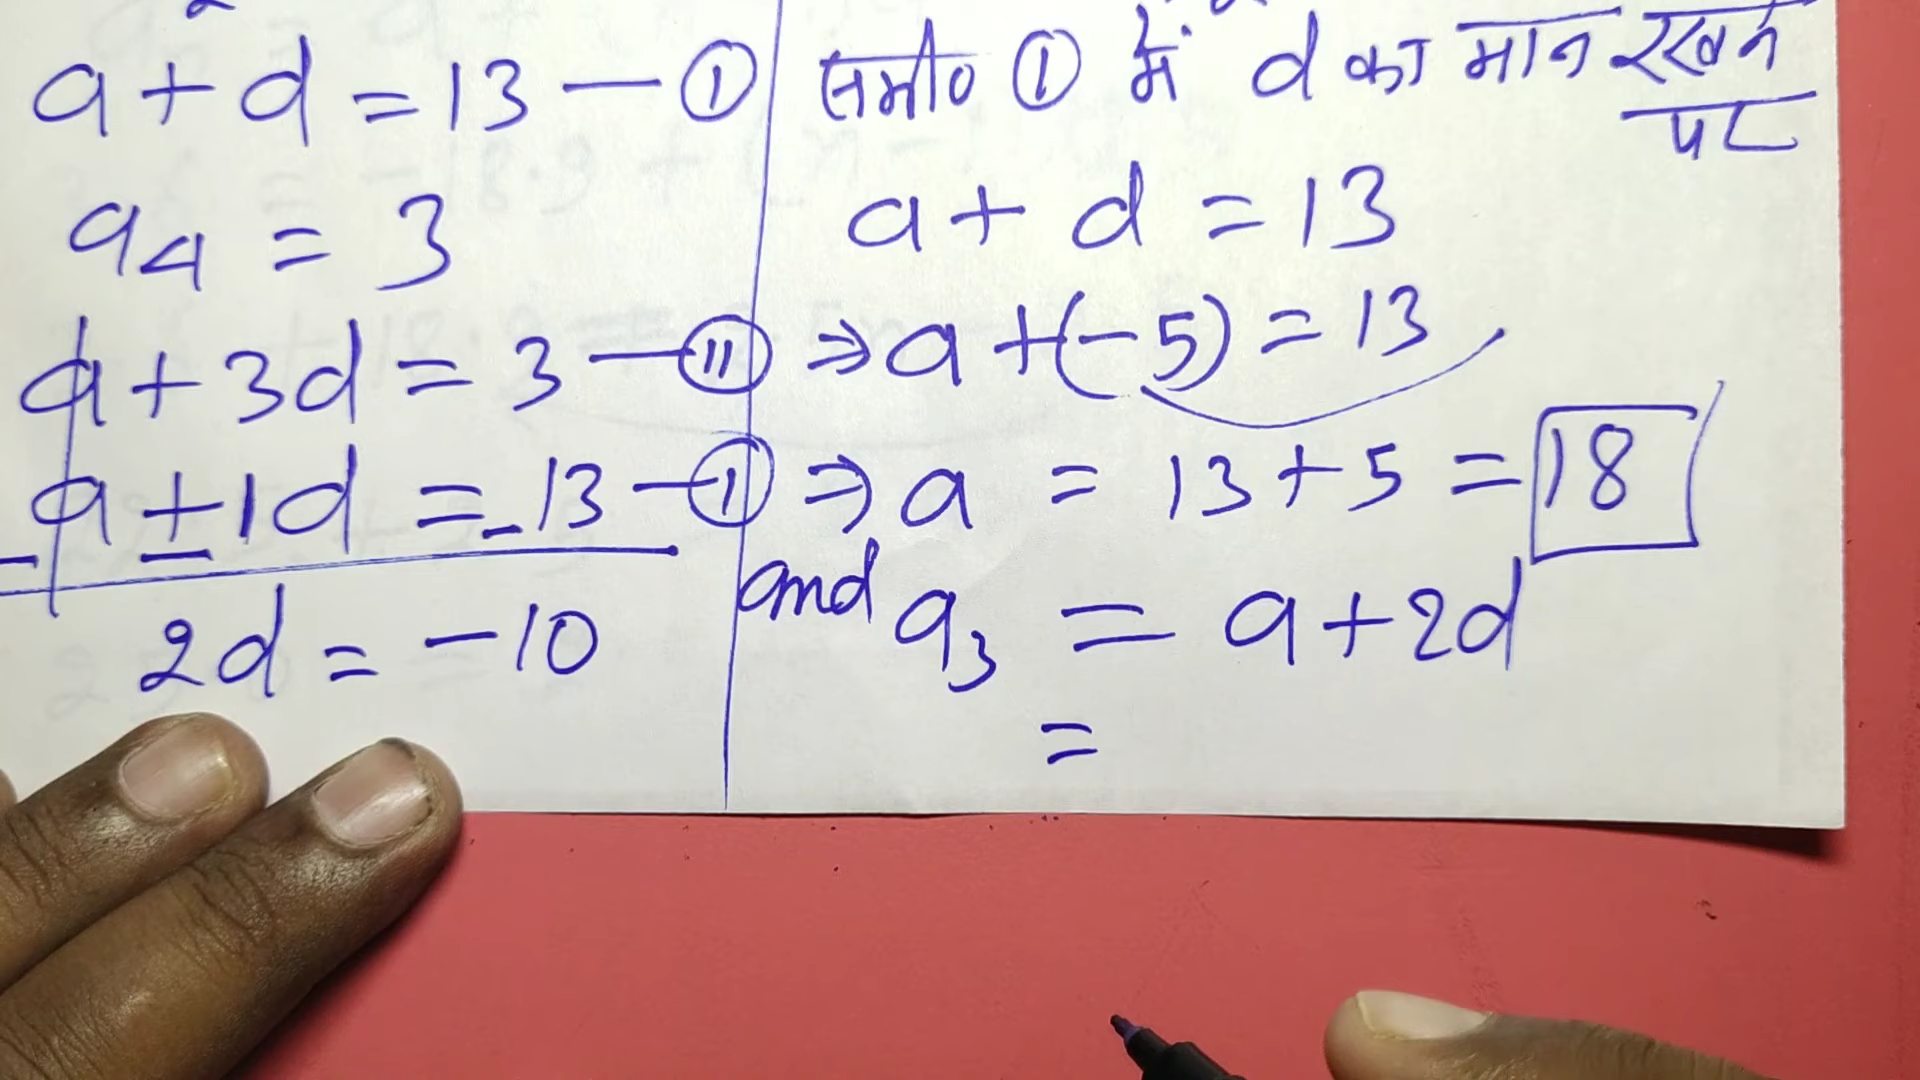 a + d = 13 — ①
a₄ = 3
a + 3d = 3 — ⑪
- a ± 1d = -13 — ①
2d = -10
समी० ① में d का मान रखने
पर
a + d = 13
⇒ a + (-5) = 13
⇒ a = 13 + 5 = 18
and a₃ = a + 2d
=